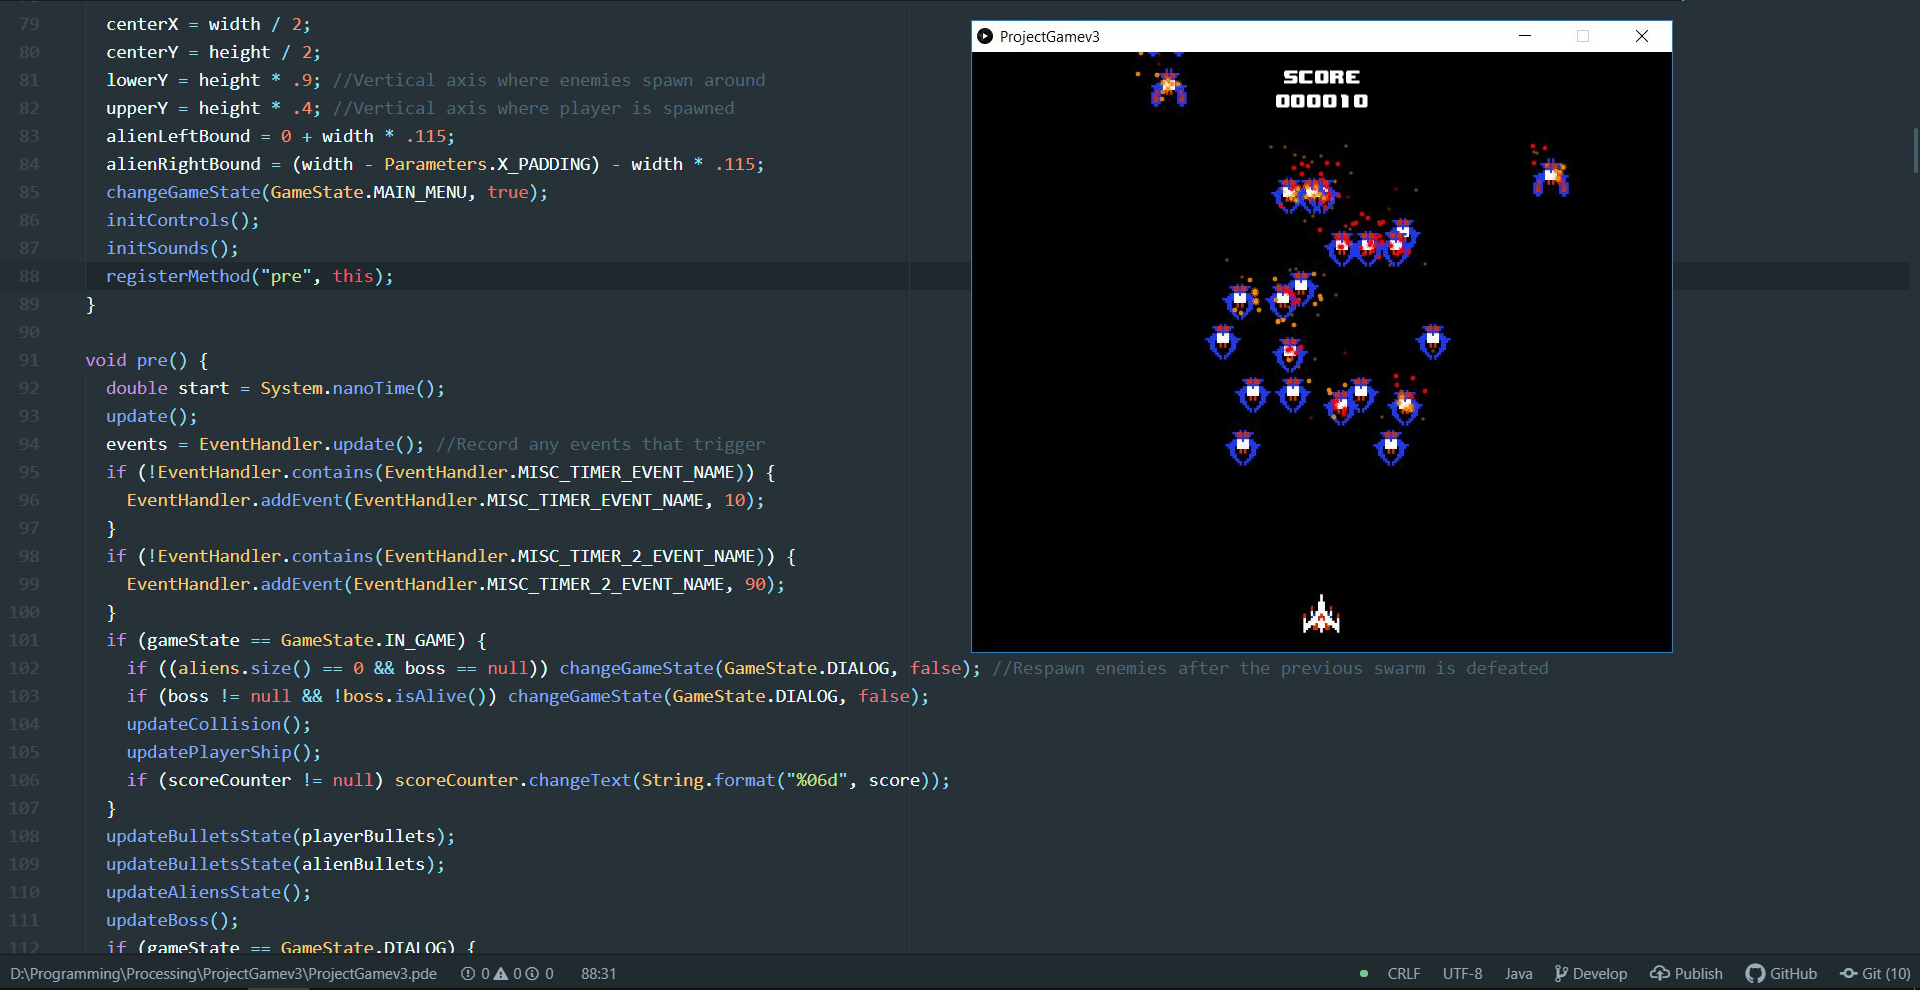 79 centerX = width / 2;
80 centerY = height / 2;
81 lowerY = height * .9; //Vertical axis where enemies spawn around
82 upperY = height * .4; //Vertical axis where player is spawned
83 alienLeftBound = 0 + width * .115;
84 alienRightBound = (width - Parameters.X_PADDING) - width * .115;
85 changeGameState(GameState.MAIN_MENU, true);
86 initControls();
87 initSounds();
88 registerMethod("pre", this);
89 }
90
91 void pre() {
92 double start = System.nanoTime();
93 update();
94 events = EventHandler.update(); //Record any events that trigger
95 if (!EventHandler.contains(EventHandler.MISC_TIMER_EVENT_NAME)) {
96 EventHandler.addEvent(EventHandler.MISC_TIMER_EVENT_NAME, 10);
97 }
98 if (!EventHandler.contains(EventHandler.MISC_TIMER_2_EVENT_NAME)) {
99 EventHandler.addEvent(EventHandler.MISC_TIMER_2_EVENT_NAME, 90);
100 }
101 if (gameState == GameState.IN_GAME) {
102 if ((aliens.size() == 0 && boss == null)) changeGameState(GameState.DIALOG, false); //Respawn enemies after the previous swarm is defeated
103 if (boss != null && !boss.isAlive()) changeGameState(GameState.DIALOG, false);
104 updateCollision();
105 updatePlayerShip();
106 if (scoreCounter != null) scoreCounter.changeText(String.format("%06d", score));
107 }
108 updateBulletsState(playerBullets);
109 updateBulletsState(alienBullets);
110 updateAliensState();
111 updateBoss();
112 if (gameState == GameState.DIALOG) {
ProjectGamev3
SCORE
000010
D:\Programming\Processing\ProjectGamev3\ProjectGamev3.pde 0 0 0 88:31 CRLF UTF-8 Java Develop Publish GitHub Git (10)